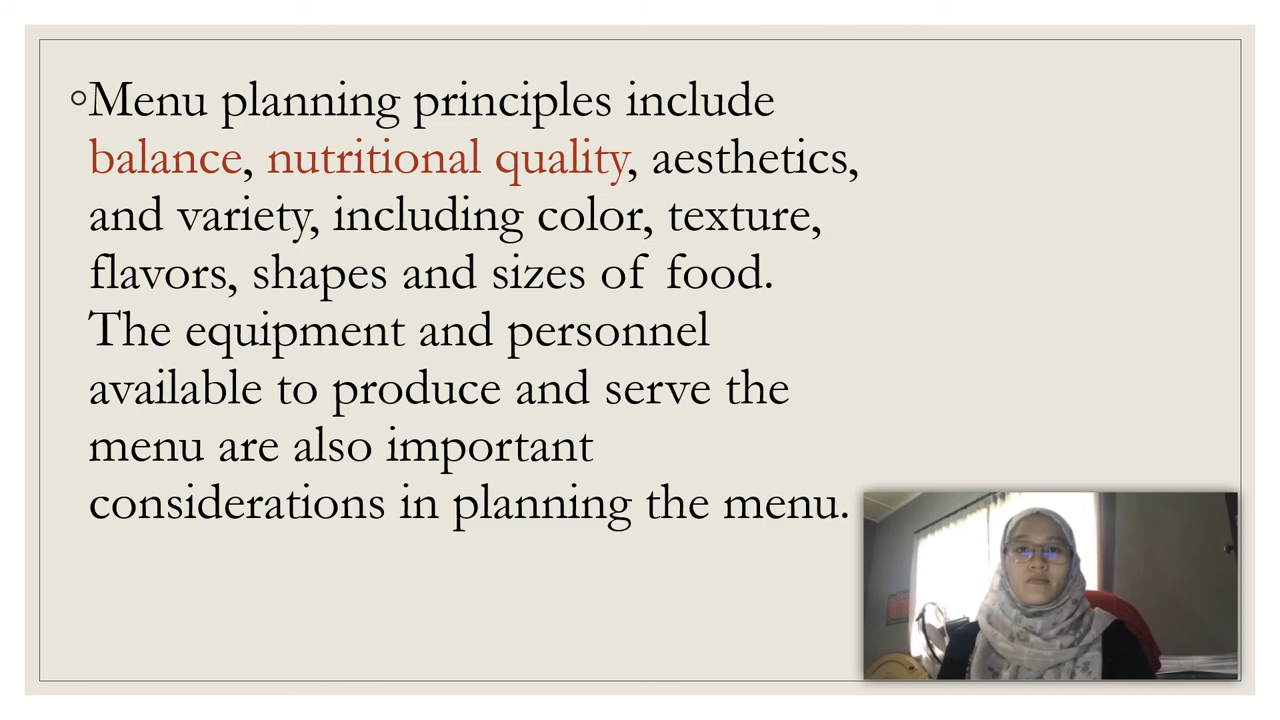 Menu planning principles include
balance, nutritional quality, aesthetics,
and variety, including color, texture,
flavors, shapes and sizes of food.
The equipment and personnel
available to produce and serve the
menu are also important
considerations in planning the menu.